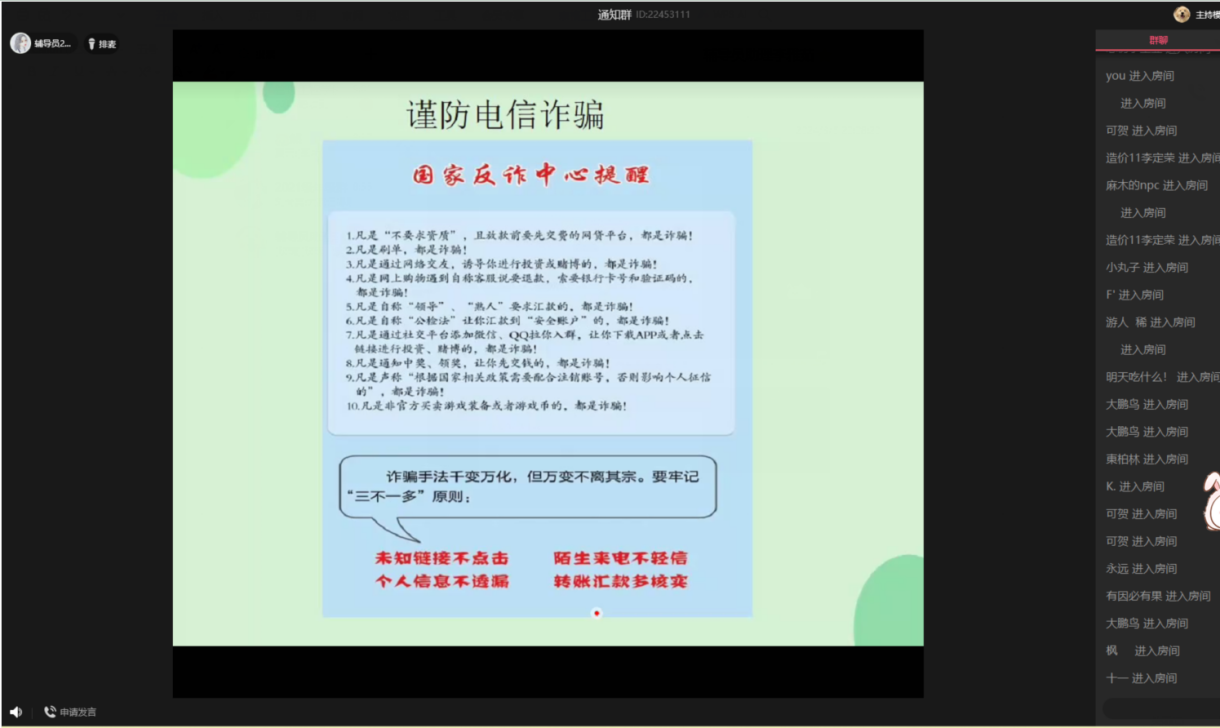 通知群 ID:22453111
主持模
辅导员2...
排麦
群聊
谨防电信诈骗
国家反诈中心提醒
1.凡是“不要求资质”，且放款前要先交费的网贷平台，都是诈骗！
2.凡是刷单，都是诈骗！
3.凡是通过网络交友，诱导你进行投资或赌博的，都是诈骗！
4.凡是网上购物遇到自称客服说要退款，索要银行卡号和验证码的，
都是诈骗！
5.凡是自称“领导”、“熟人”要求汇款的，都是诈骗！
6.凡是自称“公检法”让你汇款到“安全账户”的，都是诈骗！
7.凡是通过社交平台添加微信、QQ拉你入群，让你下载APP或者点击
链接进行投资、赌博的，都是诈骗！
8.凡是通知中奖、领奖，让你先交钱的，都是诈骗！
9.凡是声称“根据国家相关政策需要配合注销账号，否则影响个人征信
的”，都是诈骗！
10.凡是非官方买卖游戏装备或者游戏币的，都是诈骗！
诈骗手法千变万化，但万变不离其宗。要牢记
“三不一多”原则：
未知链接不点击 陌生来电不轻信
个人信息不透漏 转账汇款多核实
you 进入房间
进入房间
可贺 进入房间
造价11李定荣 进入房间
麻木的npc 进入房间
进入房间
造价11李定荣 进入房间
小丸子 进入房间
F' 进入房间
游人 稀 进入房间
进入房间
明天吃什么！ 进入房间
大鹏鸟 进入房间
大鹏鸟 进入房间
栗柏林 进入房间
K. 进入房间
可贺 进入房间
可贺 进入房间
永远 进入房间
有因必有果 进入房间
大鹏鸟 进入房间
枫 进入房间
十一 进入房间
申请发言